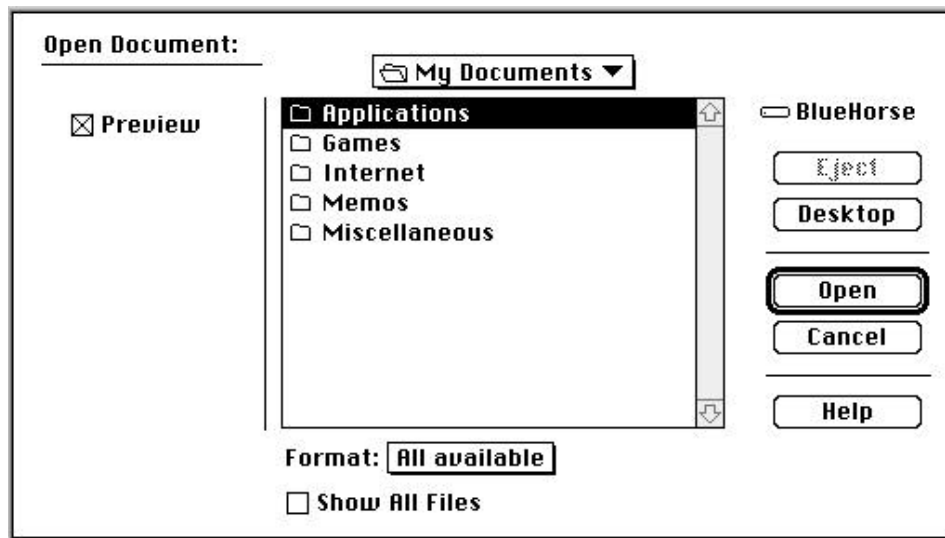 Open Document:
My Documents
Preview
Applications
Games
Internet
Memos
Miscellaneous
BlueHorse
Eject
Desktop
Open
Cancel
Help
Format: All available
Show All Files